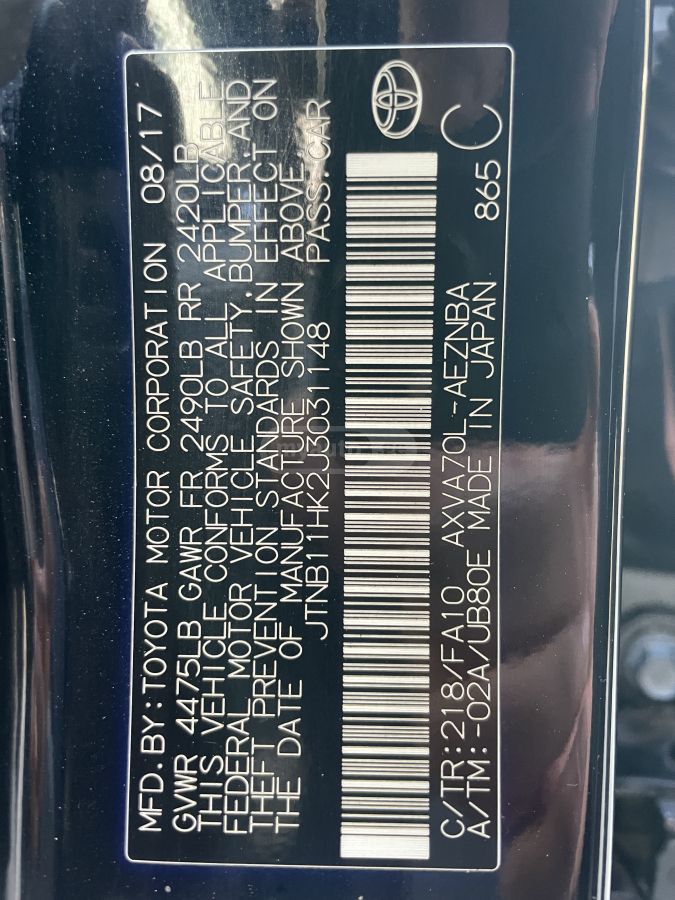 MFD.BY:TOYOTA MOTOR CORPORATION 08/17
GVWR 4475LB GAWR FR 2490LB RR 2420LB
THIS VEHICLE CONFORMS TO ALL APPLICABLE
FEDERAL MOTOR VEHICLE SAFETY, BUMPER, AND
THEFT PREVENTION STANDARDS IN EFFECT ON
THE DATE OF MANUFACTURE SHOWN ABOVE.
JTNB11HK2J3031148 PASS.CAR
C/TR:218/FA10 AXVA70L-AEZNBA 865
A/TM:-02A/UB80E MADE IN JAPAN
C